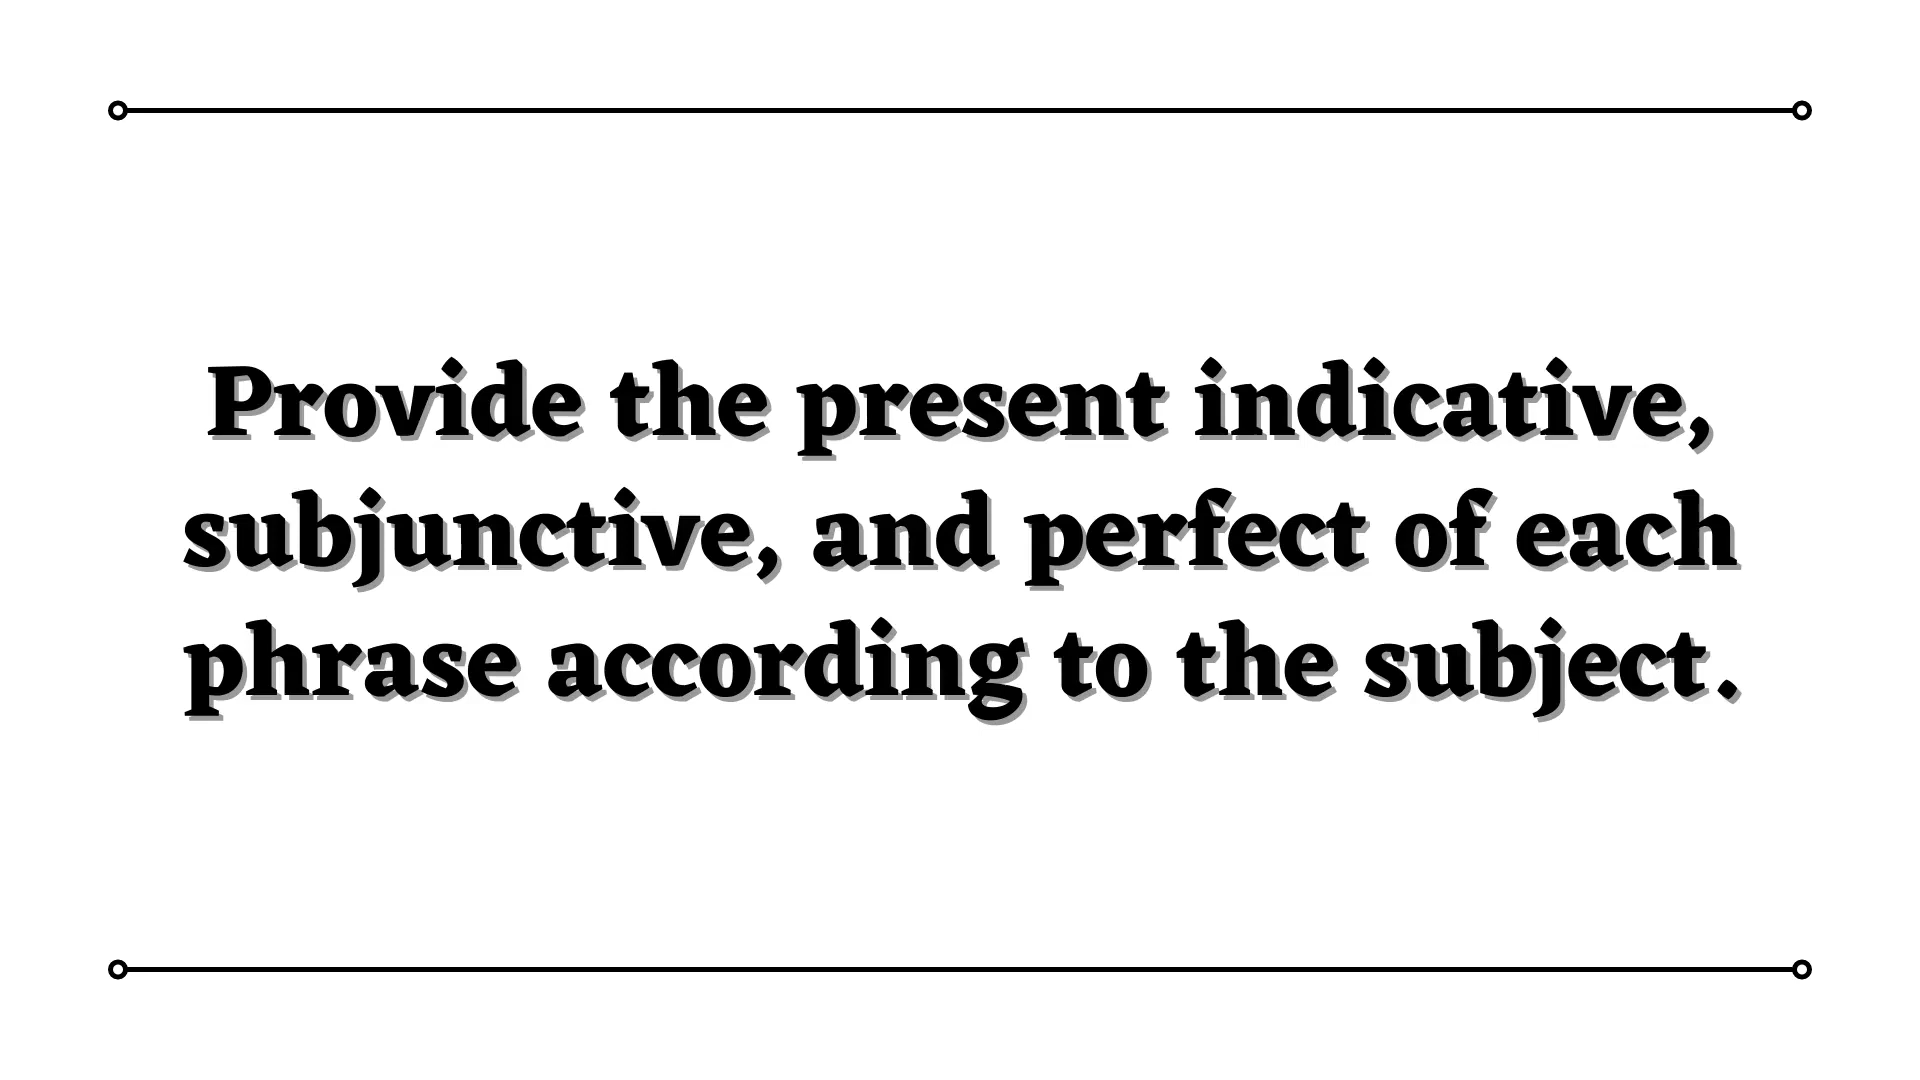 Provide the present indicative,
subjunctive, and perfect of each
phrase according to the subject.